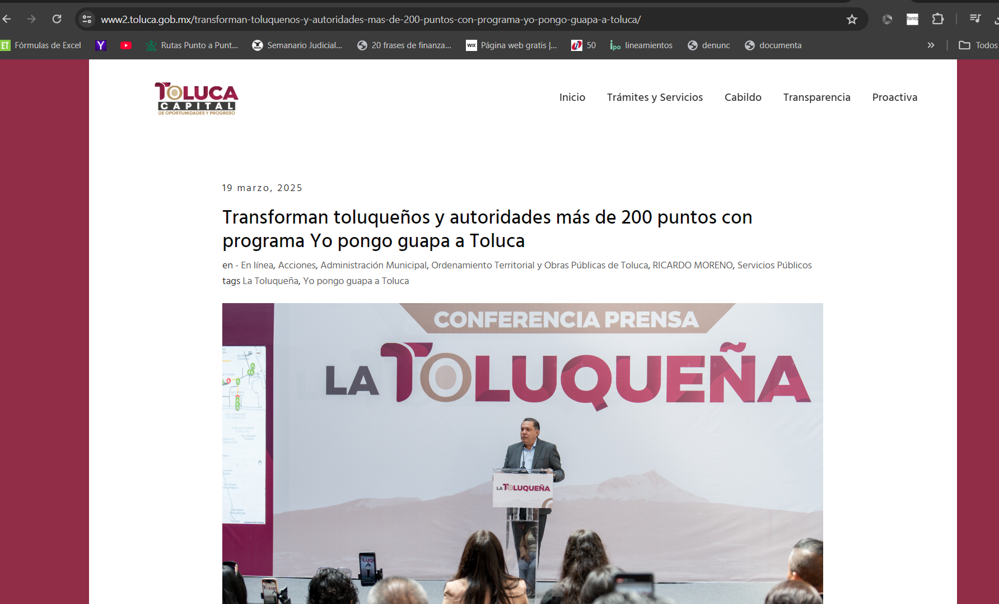 www2.toluca.gob.mx/transforman-toluquenos-y-autoridades-mas-de-200-puntos-con-programa-yo-pongo-guapa-a-toluca/
fonts
ET Fórmulas de Excel
Y
Rutas Punto a Punt...
Semanario Judicial...
20 frases de finanza...
WIX Página web gratis |...
50
ipo lineamientos
denunc
documenta
»
Todos
TOLUCA
CAPITAL
DE OPORTUNIDADES Y PROGRESO
Inicio
Trámites y Servicios
Cabildo
Transparencia
Proactiva
19 marzo, 2025
Transforman toluqueños y autoridades más de 200 puntos con
programa Yo pongo guapa a Toluca
en - En línea, Acciones, Administración Municipal, Ordenamiento Territorial y Obras Públicas de Toluca, RICARDO MORENO, Servicios Públicos
tags La Toluqueña, Yo pongo guapa a Toluca
CONFERENCIA PRENSA
LA TOLUQUEÑA
LA TOLUQUEÑA